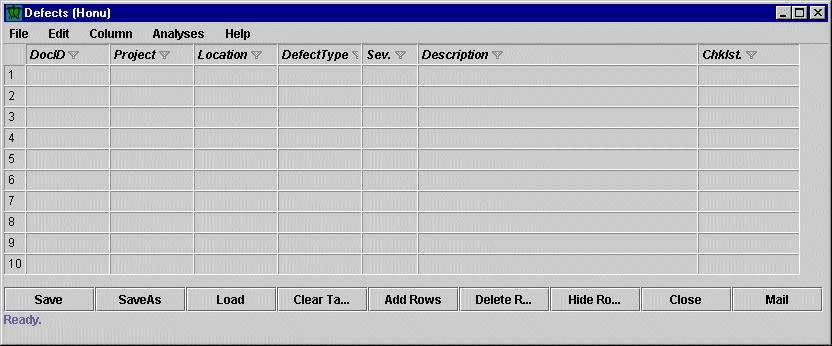 Defects (Honu)
File Edit Column Analyses Help
DocID Project Location DefectType Sev. Description Chklst.
1
2
3
4
5
6
7
8
9
10
Save SaveAs Load Clear Ta... Add Rows Delete R... Hide Ro... Close Mail
Ready.